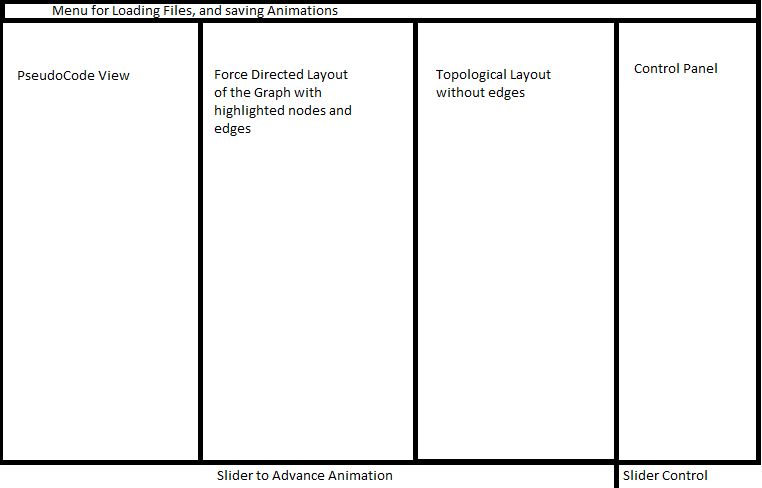 Menu for Loading Files, and saving Animations
PseudoCode View
Force Directed Layout
of the Graph with
highlighted nodes and
edges
Topological Layout
without edges
Control Panel
Slider to Advance Animation
Slider Control